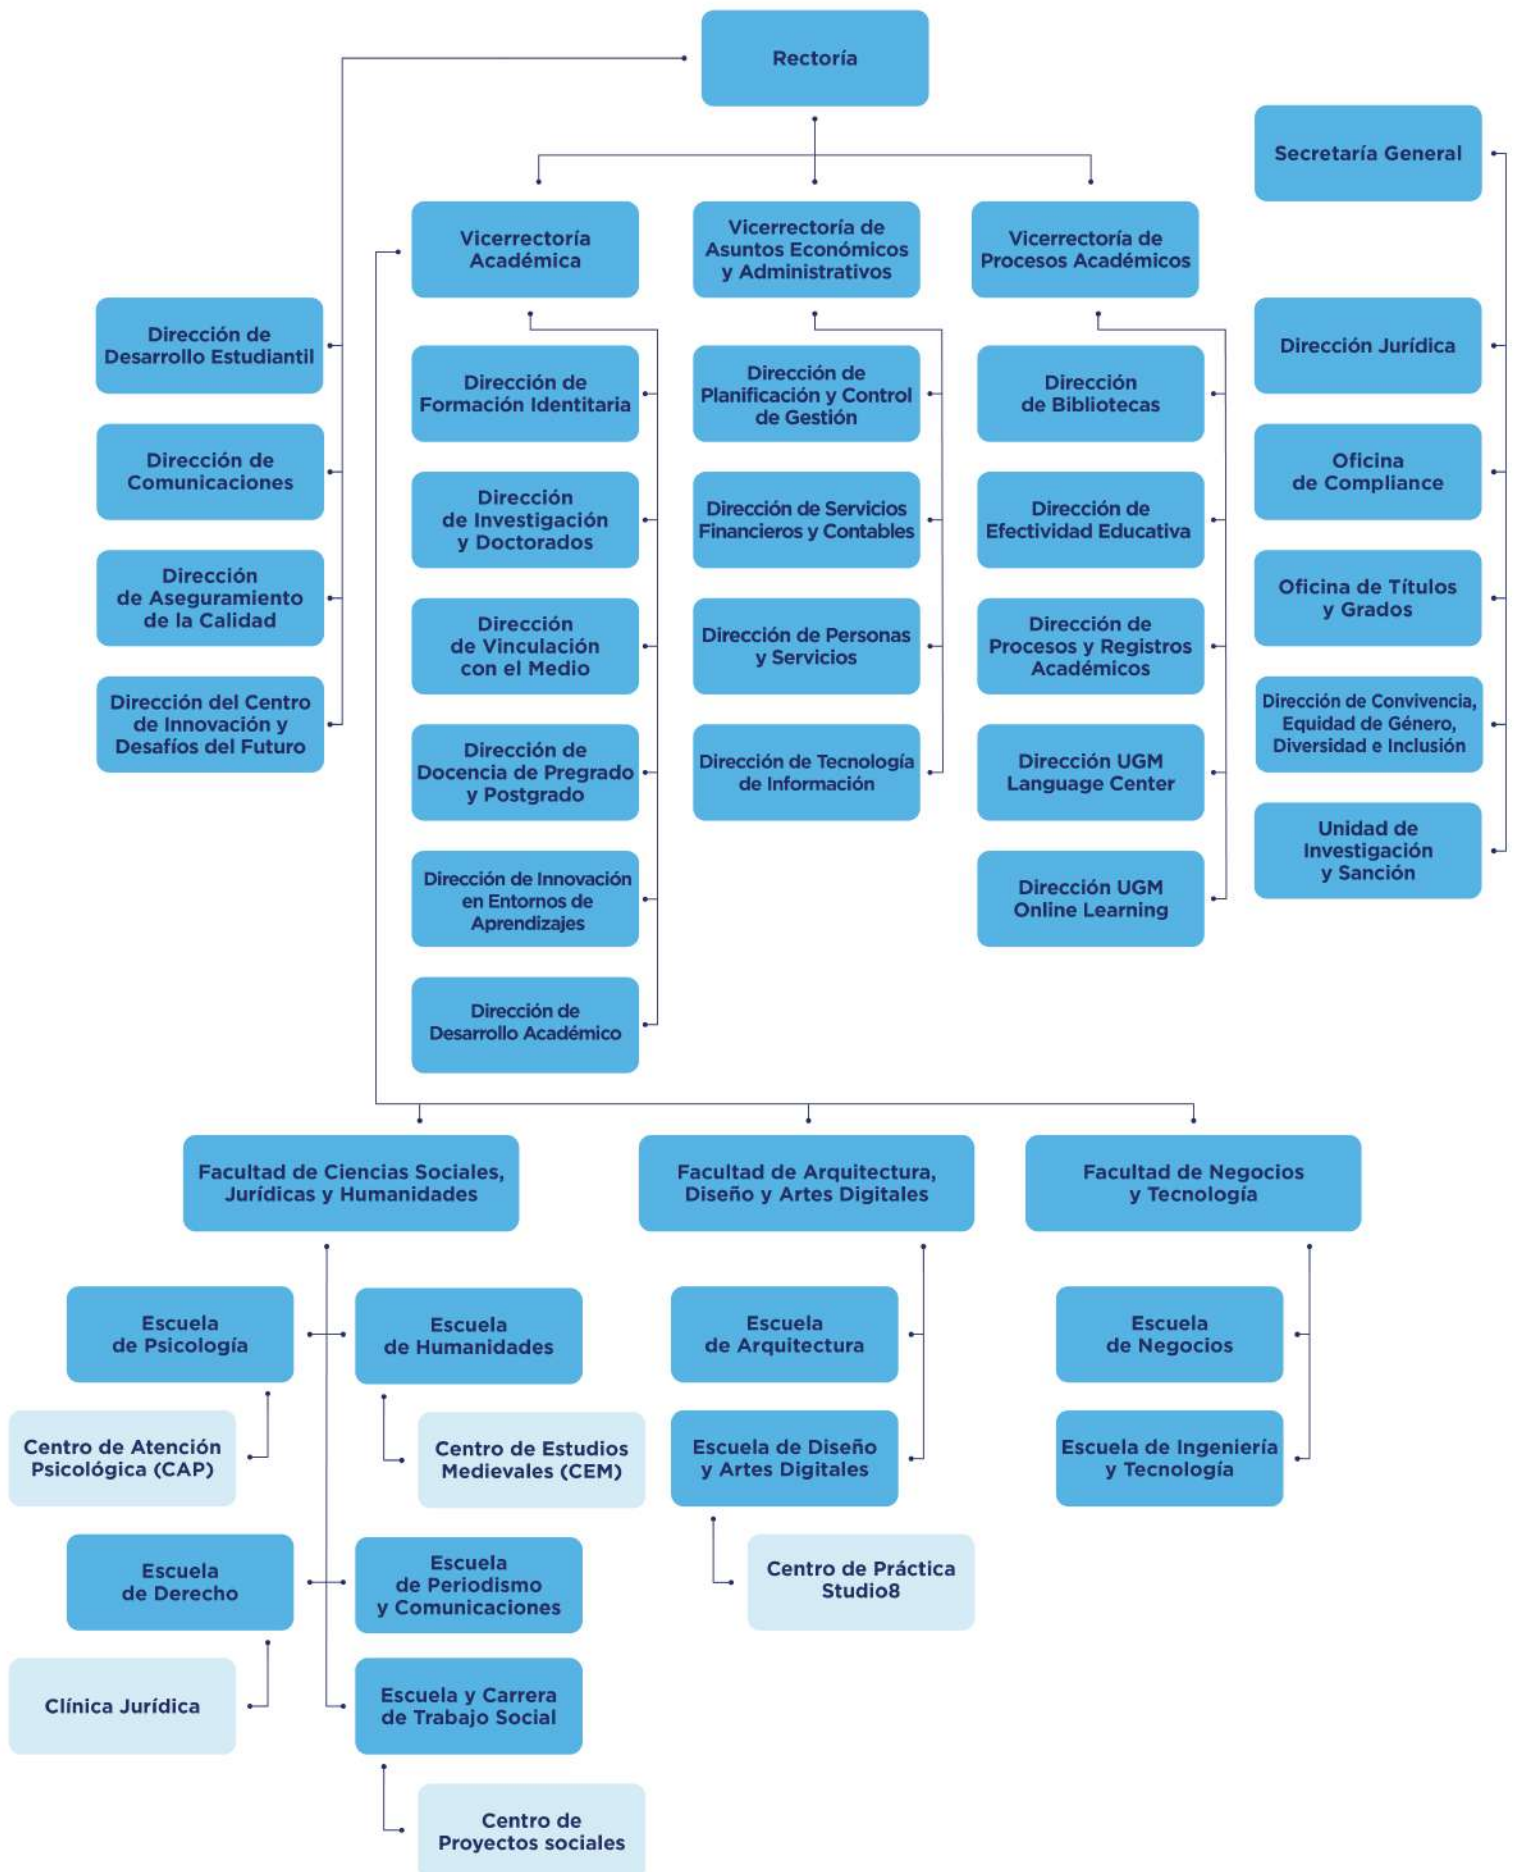 Rectoría
Secretaría General
Vicerrectoría
Académica
Vicerrectoría de
Asuntos Económicos
y Administrativos
Vicerrectoría de
Procesos Académicos
Dirección de
Desarrollo Estudiantil
Dirección de
Comunicaciones
Dirección
de Aseguramiento
de la Calidad
Dirección del Centro
de Innovación y
Desafíos del Futuro
Dirección de
Formación Identitaria
Dirección
de Investigación
y Doctorados
Dirección
de Vinculación
con el Medio
Dirección de
Docencia de Pregrado
y Postgrado
Dirección de Innovación
en Entornos de
Aprendizajes
Dirección de
Desarrollo Académico
Dirección de
Planificación y Control
de Gestión
Dirección de Servicios
Financieros y Contables
Dirección de Personas
y Servicios
Dirección de Tecnología
de Información
Dirección
de Bibliotecas
Dirección de
Efectividad Educativa
Dirección de
Procesos y Registros
Académicos
Dirección UGM
Language Center
Dirección UGM
Online Learning
Dirección Jurídica
Oficina
de Compliance
Oficina de Títulos
y Grados
Dirección de Convivencia,
Equidad de Género,
Diversidad e Inclusión
Unidad de
Investigación
y Sanción
Facultad de Ciencias Sociales,
Jurídicas y Humanidades
Facultad de Arquitectura,
Diseño y Artes Digitales
Facultad de Negocios
y Tecnología
Escuela
de Psicología
Escuela
de Humanidades
Centro de Atención
Psicológica (CAP)
Centro de Estudios
Medievales (CEM)
Escuela
de Derecho
Escuela
de Periodismo
y Comunicaciones
Clínica Jurídica
Escuela y Carrera
de Trabajo Social
Centro de
Proyectos sociales
Escuela
de Arquitectura
Escuela de Diseño
y Artes Digitales
Centro de Práctica
Studio8
Escuela
de Negocios
Escuela de Ingeniería
y Tecnología